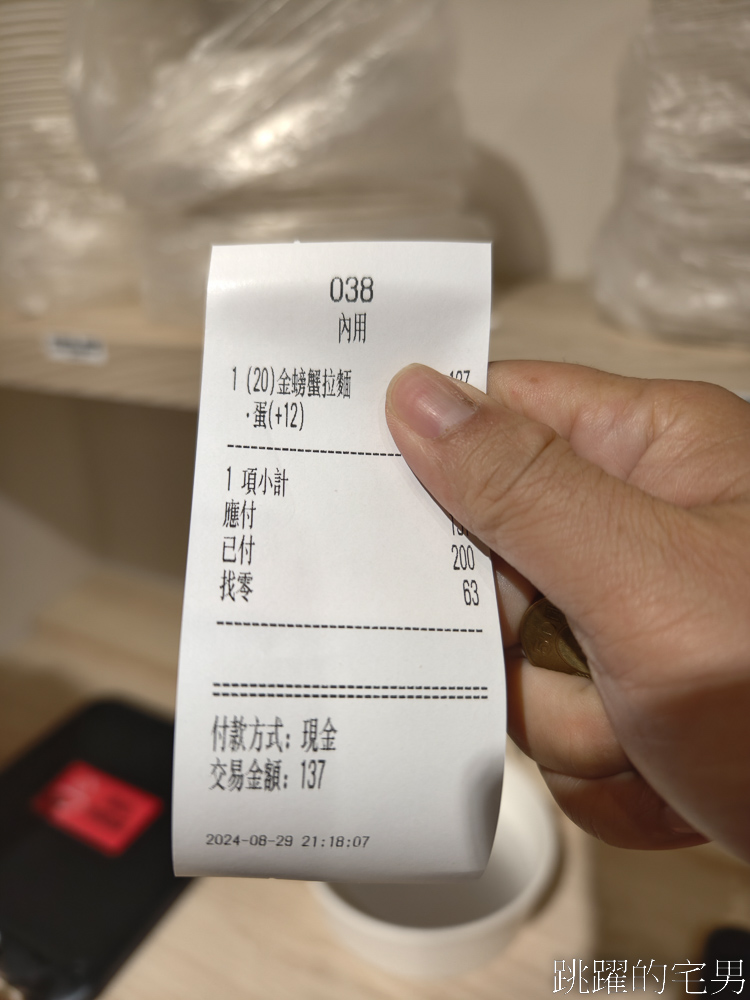 038
內用
1 (20)金螃蟹拉麵
·蛋(+12)
1 項小計
應付
已付 200
找零 63
付款方式: 現金
交易金額: 137
2024-08-29 21:18:07
跳躍的宅男